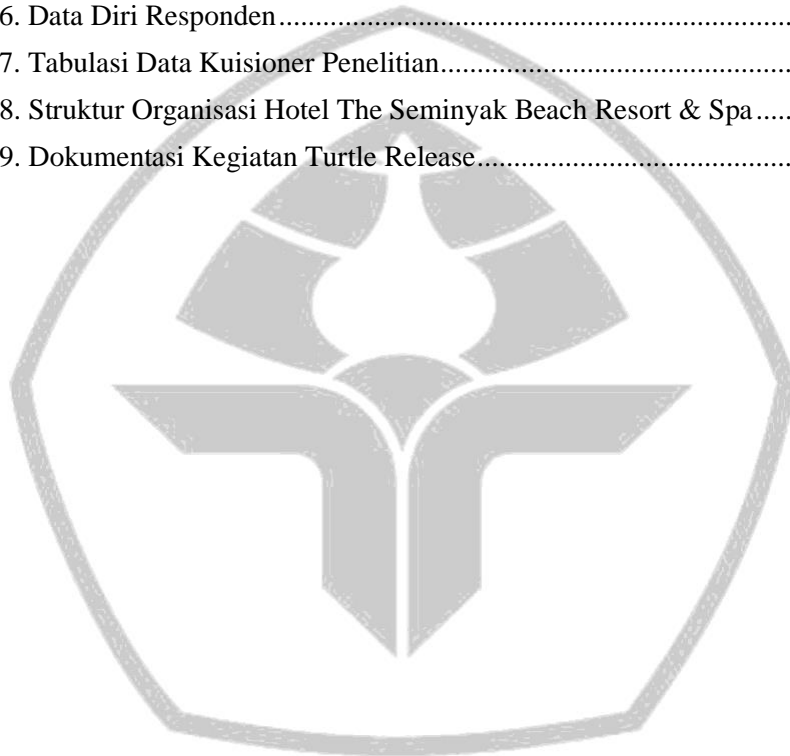 6. Data Diri Responden................................................................................
7. Tabulasi Data Kuisioner Penelitian.........................................................
8. Struktur Organisasi Hotel The Seminyak Beach Resort & Spa.....
9. Dokumentasi Kegiatan Turtle Release....................................................